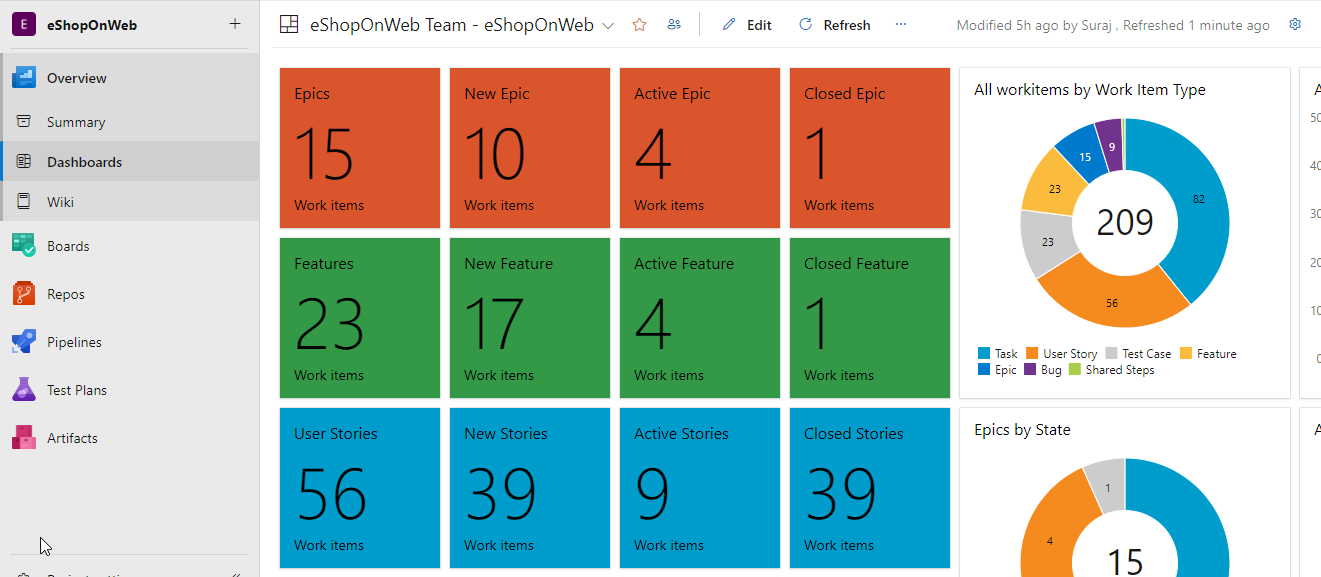 E eShopOnWeb +
Overview
Summary
Dashboards
Wiki
Boards
Repos
Pipelines
Test Plans
Artifacts
eShopOnWeb Team - eShopOnWeb
Edit
Refresh
...
Modified 5h ago by Suraj , Refreshed 1 minute ago
Epics
15
Work items
New Epic
10
Work items
Active Epic
4
Work items
Closed Epic
1
Work items
Features
23
Work items
New Feature
17
Work items
Active Feature
4
Work items
Closed Feature
1
Work items
User Stories
56
Work items
New Stories
39
Work items
Active Stories
9
Work items
Closed Stories
39
Work items
All workitems by Work Item Type
9
15
23
82
209
23
56
Task User Story Test Case Feature
Epic Bug Shared Steps
Epics by State
1
4
15